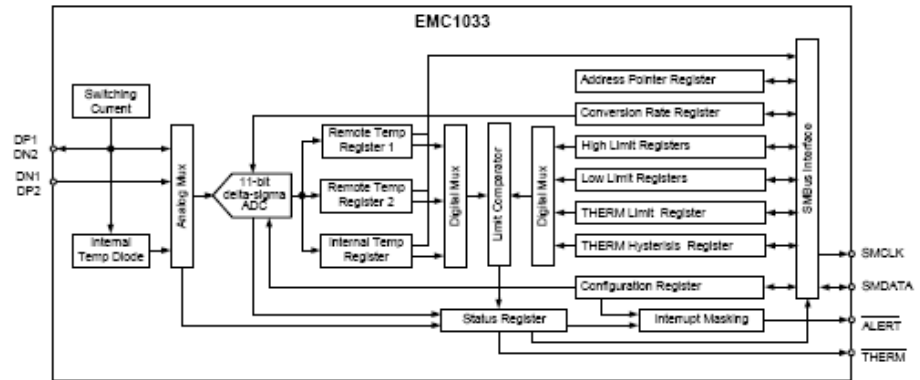 EMC1033
Switching
Current
DP1
DN2
DN1
DP2
Analog Mux
Internal
Temp Diode
11-bit
delta-sigma
ADC
Remote Temp
Register 1
Remote Temp
Register 2
Internal Temp
Register
Digital Mux
Limit Comparator
Digital Mux
Address Pointer Register
Conversion Rate Register
High Limit Registers
Low Limit Registers
THERM Limit Register
THERM Hysterisis Register
Configuration Register
Status Register
Interrupt Masking
SMBus Interface
SMCLK
SMDATA
ALERT
THERM